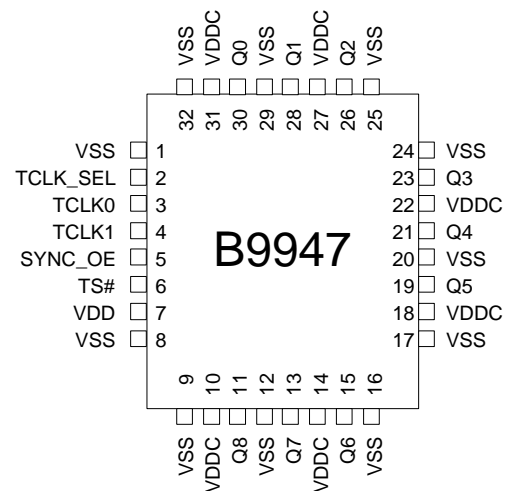 VSS VDDC Q0 VSS Q1 VDDC Q2 VSS
32 31 30 29 28 27 26 25
VSS 1 24 VSS
TCLK_SEL 2 23 Q3
TCLK0 3 22 VDDC
TCLK1 4 21 Q4
B9947
SYNC_OE 5 20 VSS
TS# 6 19 Q5
VDD 7 18 VDDC
VSS 8 17 VSS
9 10 11 12 13 14 15 16
VSS VDDC Q8 VSS Q7 VDDC Q6 VSS